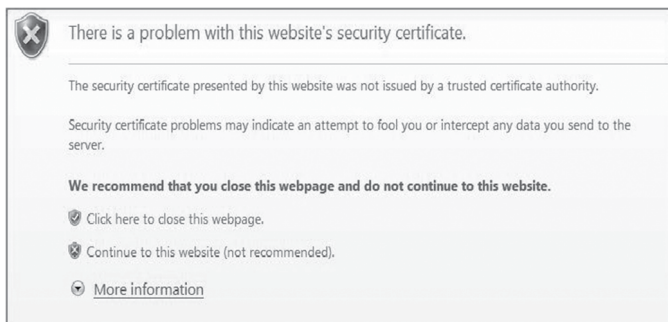 There is a problem with this website's security certificate.
The security certificate presented by this website was not issued by a trusted certificate authority.
Security certificate problems may indicate an attempt to fool you or intercept any data you send to the
server.
We recommend that you close this webpage and do not continue to this website.
Click here to close this webpage.
Continue to this website (not recommended).
More information